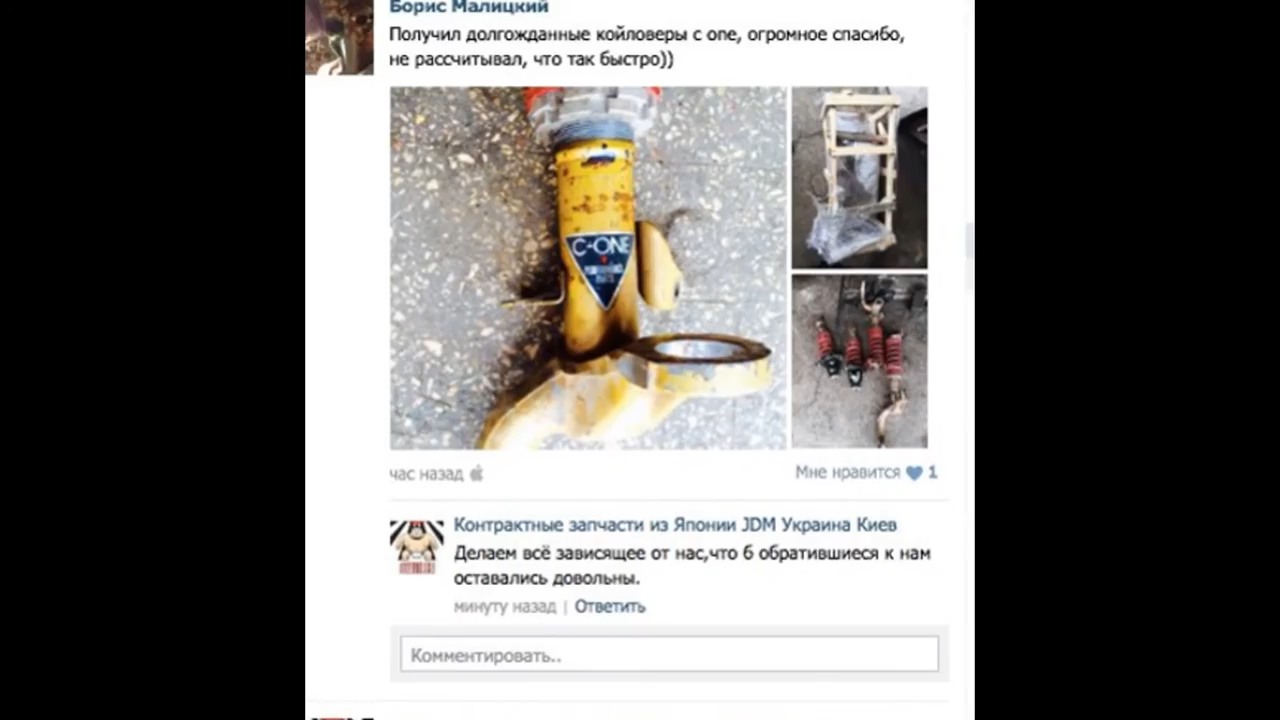 Борис Малицкий
Получил долгожданные койловеры с one, огромное спасибо,
не рассчитывал, что так быстро))
C-ONE
час назад
Мне нравится 1
Контрактные запчасти из Японии JDM Украина Киев
Делаем всё зависящее от нас,что б обратившиеся к нам
оставались довольны.
минуту назад | Ответить
Комментировать..